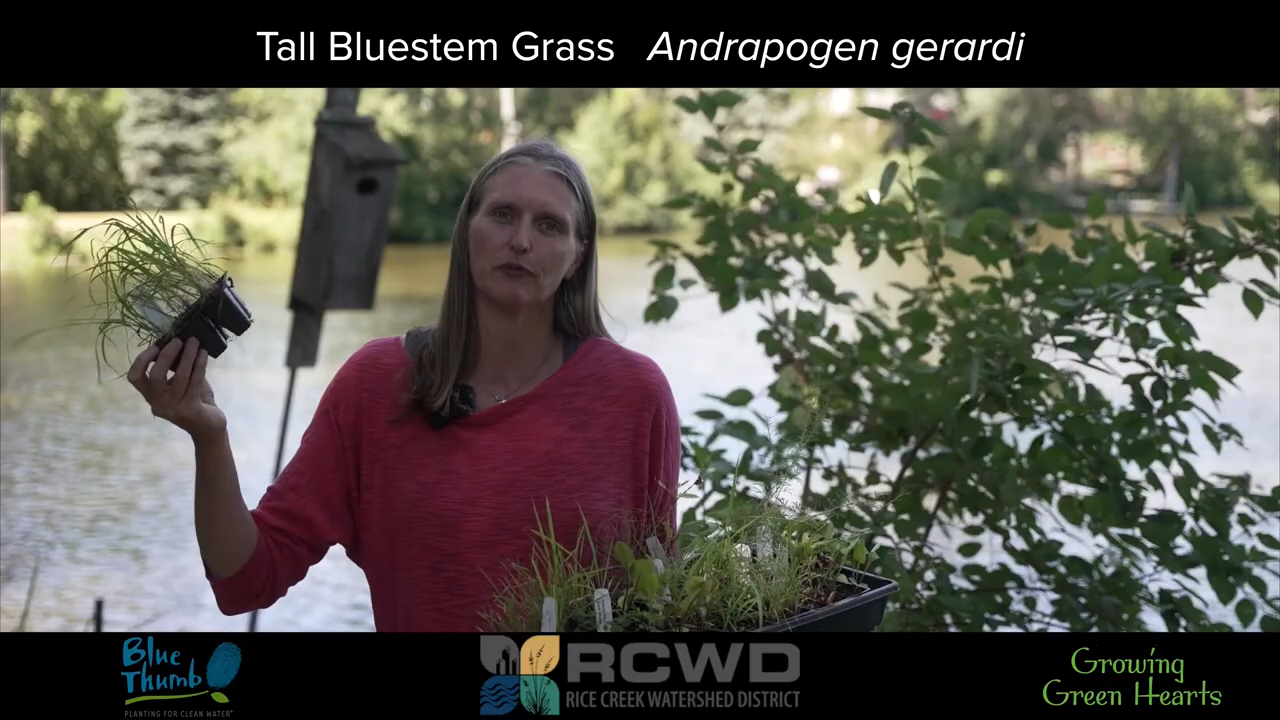 Tall Bluestem Grass Andrapogen gerardi
Blue
Thumb
PLANTING FOR CLEAN WATER
RCWD
RICE CREEK WATERSHED DISTRICT
Growing
Green Hearts